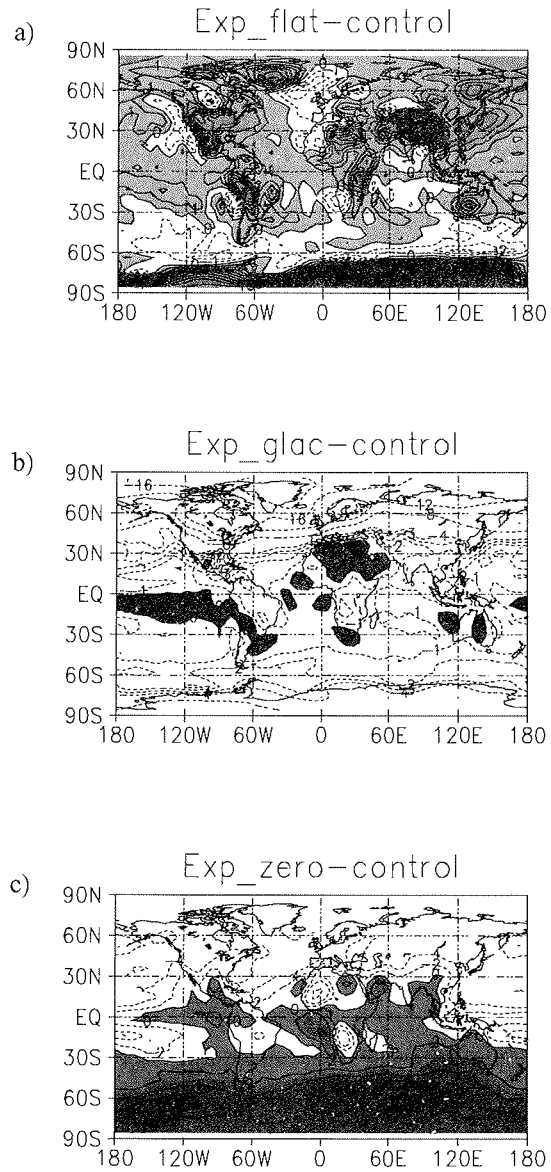 a)
Exp_flat-control
90N
60N
30N
EQ
30S
60S
90S
180 120W 60W 0 60E 120E 180
b)
Exp_glac-control
90N
60N
30N
EQ
30S
60S
90S
180 120W 60W 0 60E 120E 180
c)
Exp_zero-control
90N
60N
30N
EQ
30S
60S
90S
180 120W 60W 0 60E 120E 180